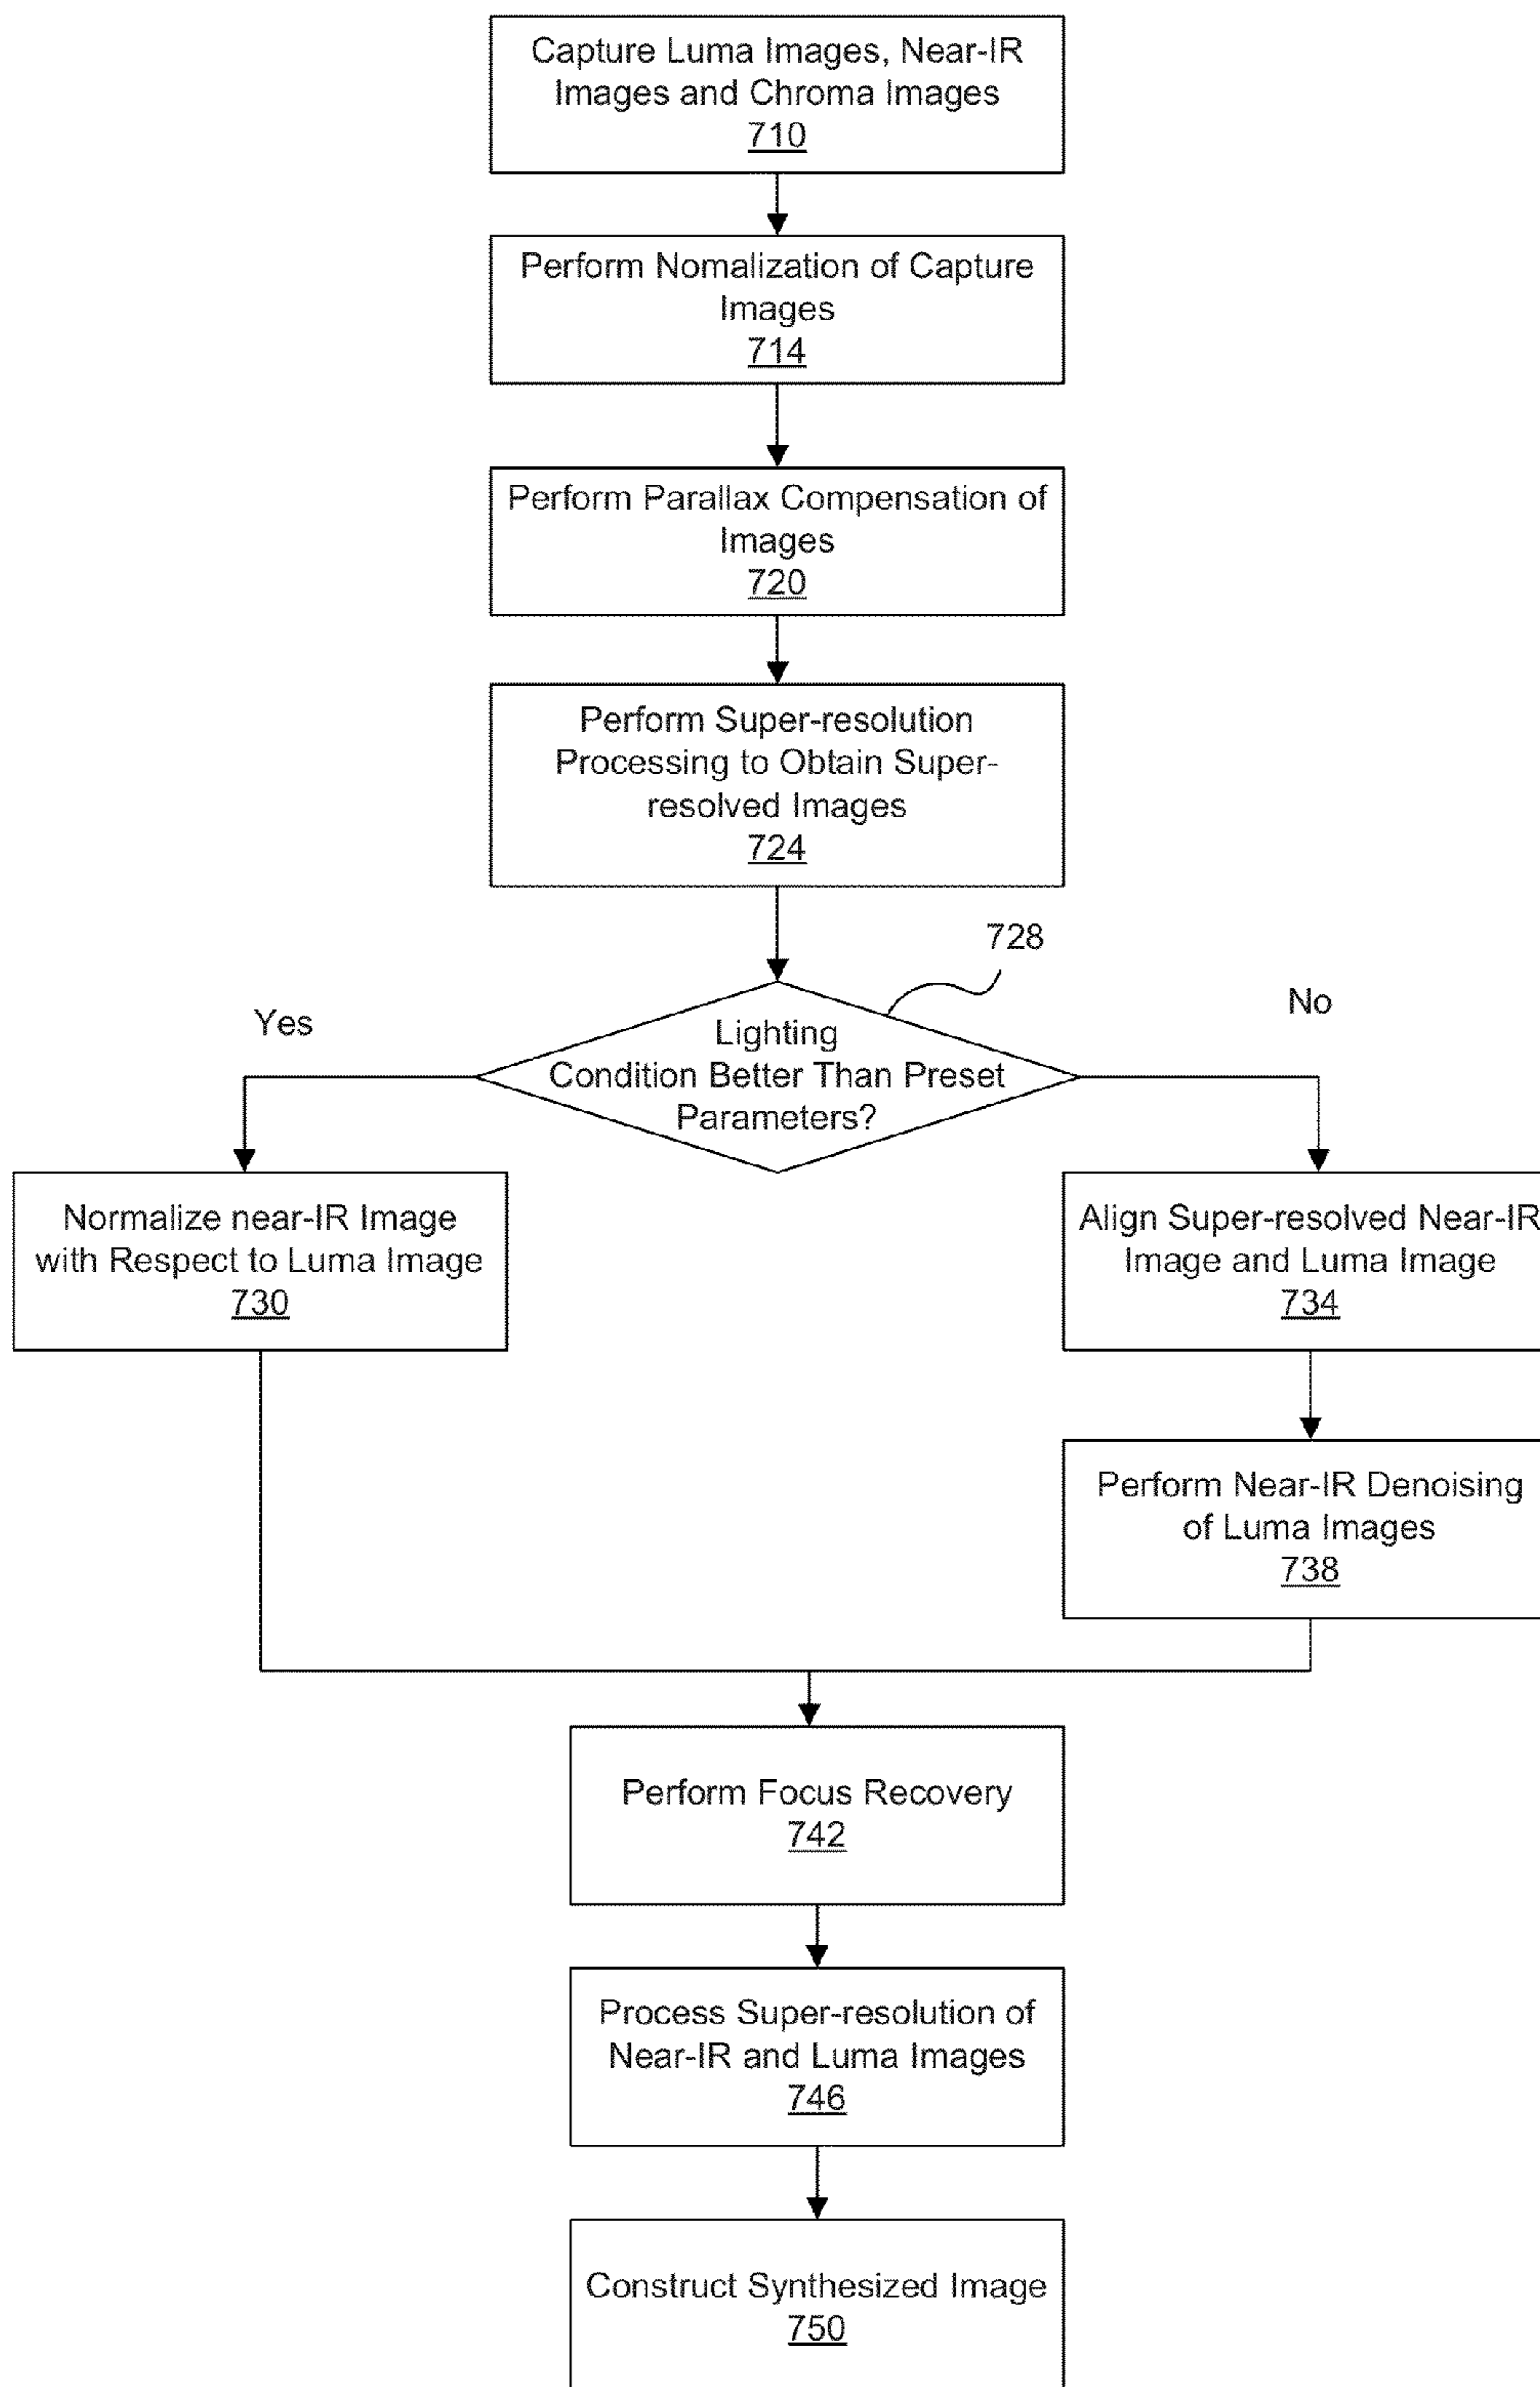 Capture Luma Images, Near-IR
Images and Chroma Images
710
Perform Nomalization of Capture
Images
714
Perform Parallax Compensation of
Images
720
Perform Super-resolution
Processing to Obtain Super-
resolved Images
724
728
Yes
No
Lighting
Condition Better Than Preset
Parameters?
Normalize near-IR Image
with Respect to Luma Image
730
Align Super-resolved Near-IR
Image and Luma Image
734
Perform Near-IR Denoising
of Luma Images
738
Perform Focus Recovery
742
Process Super-resolution of
Near-IR and Luma Images
746
Construct Synthesized Image
750